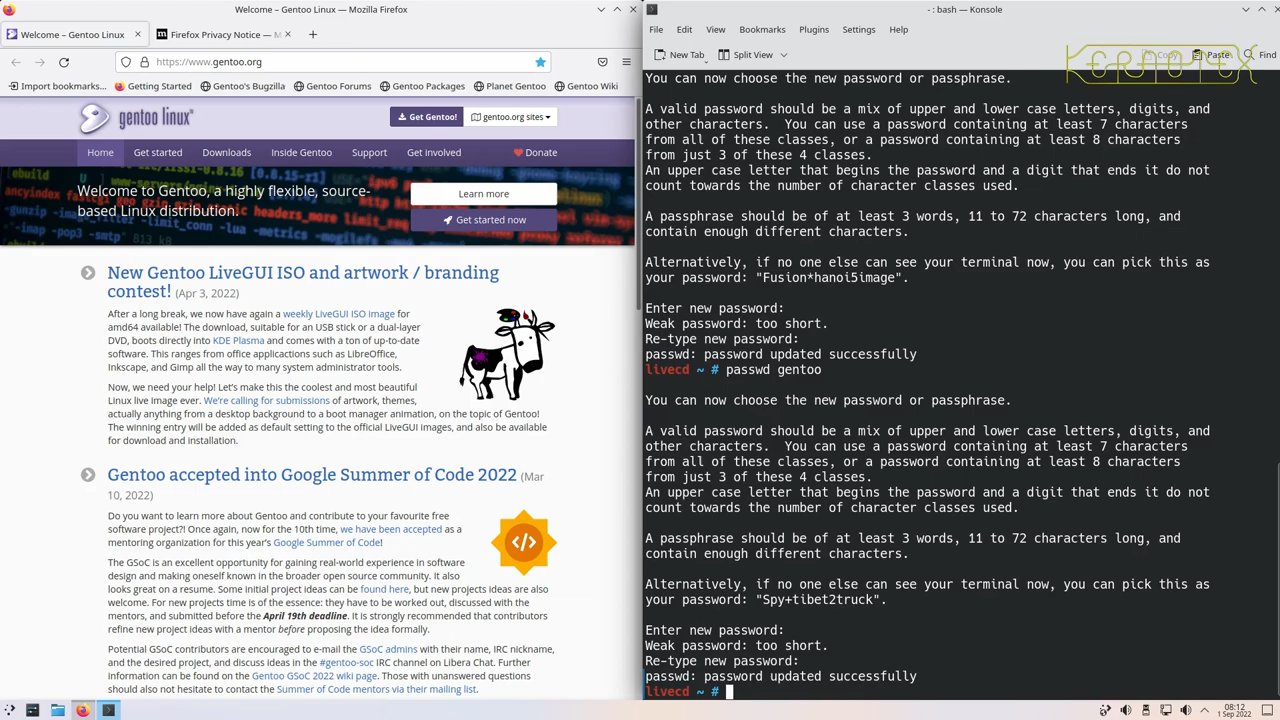 Welcome – Gentoo Linux — Mozilla Firefox
Welcome – Gentoo Linux
Firefox Privacy Notice — M
https://www.gentoo.org
Import bookmarks...
Getting Started
Gentoo's Bugzilla
Gentoo Forums
Gentoo Packages
Planet Gentoo
Gentoo Wiki
gentoo linux
Get Gentoo!
gentoo.org sites
Home
Get started
Downloads
Inside Gentoo
Support
Get involved
Donate
Welcome to Gentoo, a highly flexible, source-
based Linux distribution.
Learn more
Get started now
New Gentoo LiveGUI ISO and artwork / branding
contest! (Apr 3, 2022)
After a long break, we now have again a weekly LiveGUI ISO image for
amd64 available! The download, suitable for an USB stick or a dual-layer
DVD, boots directly into KDE Plasma and comes with a ton of up-to-date
software. This ranges from office applicactions such as LibreOffice,
Inkscape, and Gimp all the way to many system administrator tools.
Now, we need your help! Let's make this the coolest and most beautiful
Linux live image ever. We're calling for submissions of artwork, themes,
actually anything from a desktop background to a boot manager animation, on the topic of Gentoo!
The winning entry will be added as default setting to the official LiveGUI images, and also be available
for download and installation.
Gentoo accepted into Google Summer of Code 2022 (Mar
10, 2022)
Do you want to learn more about Gentoo and contribute to your favourite free
software project?! Once again, now for the 10th time, we have been accepted as a
mentoring organization for this year's Google Summer of Code!
The GSoC is an excellent opportunity for gaining real-world experience in software
design and making oneself known in the broader open source community. It also
looks great on a resume. Some initial project ideas can be found here, but new projects ideas are also
welcome. For new projects time is of the essence: they have to be worked out, discussed with the
mentors, and submitted before the April 19th deadline. It is strongly recommended that contributors
refine new project ideas with a mentor before proposing the idea formally.
Potential GSoC contributors are encouraged to e-mail the GSoC admins with their name, IRC nickname,
and the desired project, and discuss ideas in the #gentoo-soc IRC channel on Libera Chat. Further
information can be found on the Gentoo GSoC 2022 wiki page. Those with unanswered questions
should also not hesitate to contact the Summer of Code mentors via their mailing list.
- : bash — Konsole
File
Edit
View
Bookmarks
Plugins
Settings
Help
New Tab
Split View
Copy
Paste
Find
You can now choose the new password or passphrase.
A valid password should be a mix of upper and lower case letters, digits, and
other characters.  You can use a password containing at least 7 characters
from all of these classes, or a password containing at least 8 characters
from just 3 of these 4 classes.
An upper case letter that begins the password and a digit that ends it do not
count towards the number of character classes used.
A passphrase should be of at least 3 words, 11 to 72 characters long, and
contain enough different characters.
Alternatively, if no one else can see your terminal now, you can pick this as
your password: "Fusion*hanoi5image".
Enter new password:
Weak password: too short.
Re-type new password:
passwd: password updated successfully
livecd ~ # passwd gentoo
You can now choose the new password or passphrase.
A valid password should be a mix of upper and lower case letters, digits, and
other characters.  You can use a password containing at least 7 characters
from all of these classes, or a password containing at least 8 characters
from just 3 of these 4 classes.
An upper case letter that begins the password and a digit that ends it do not
count towards the number of character classes used.
A passphrase should be of at least 3 words, 11 to 72 characters long, and
contain enough different characters.
Alternatively, if no one else can see your terminal now, you can pick this as
your password: "Spy+tibet2truck".
Enter new password:
Weak password: too short.
Re-type new password:
passwd: password updated successfully
livecd ~ #
08:12
1 Sep 2022